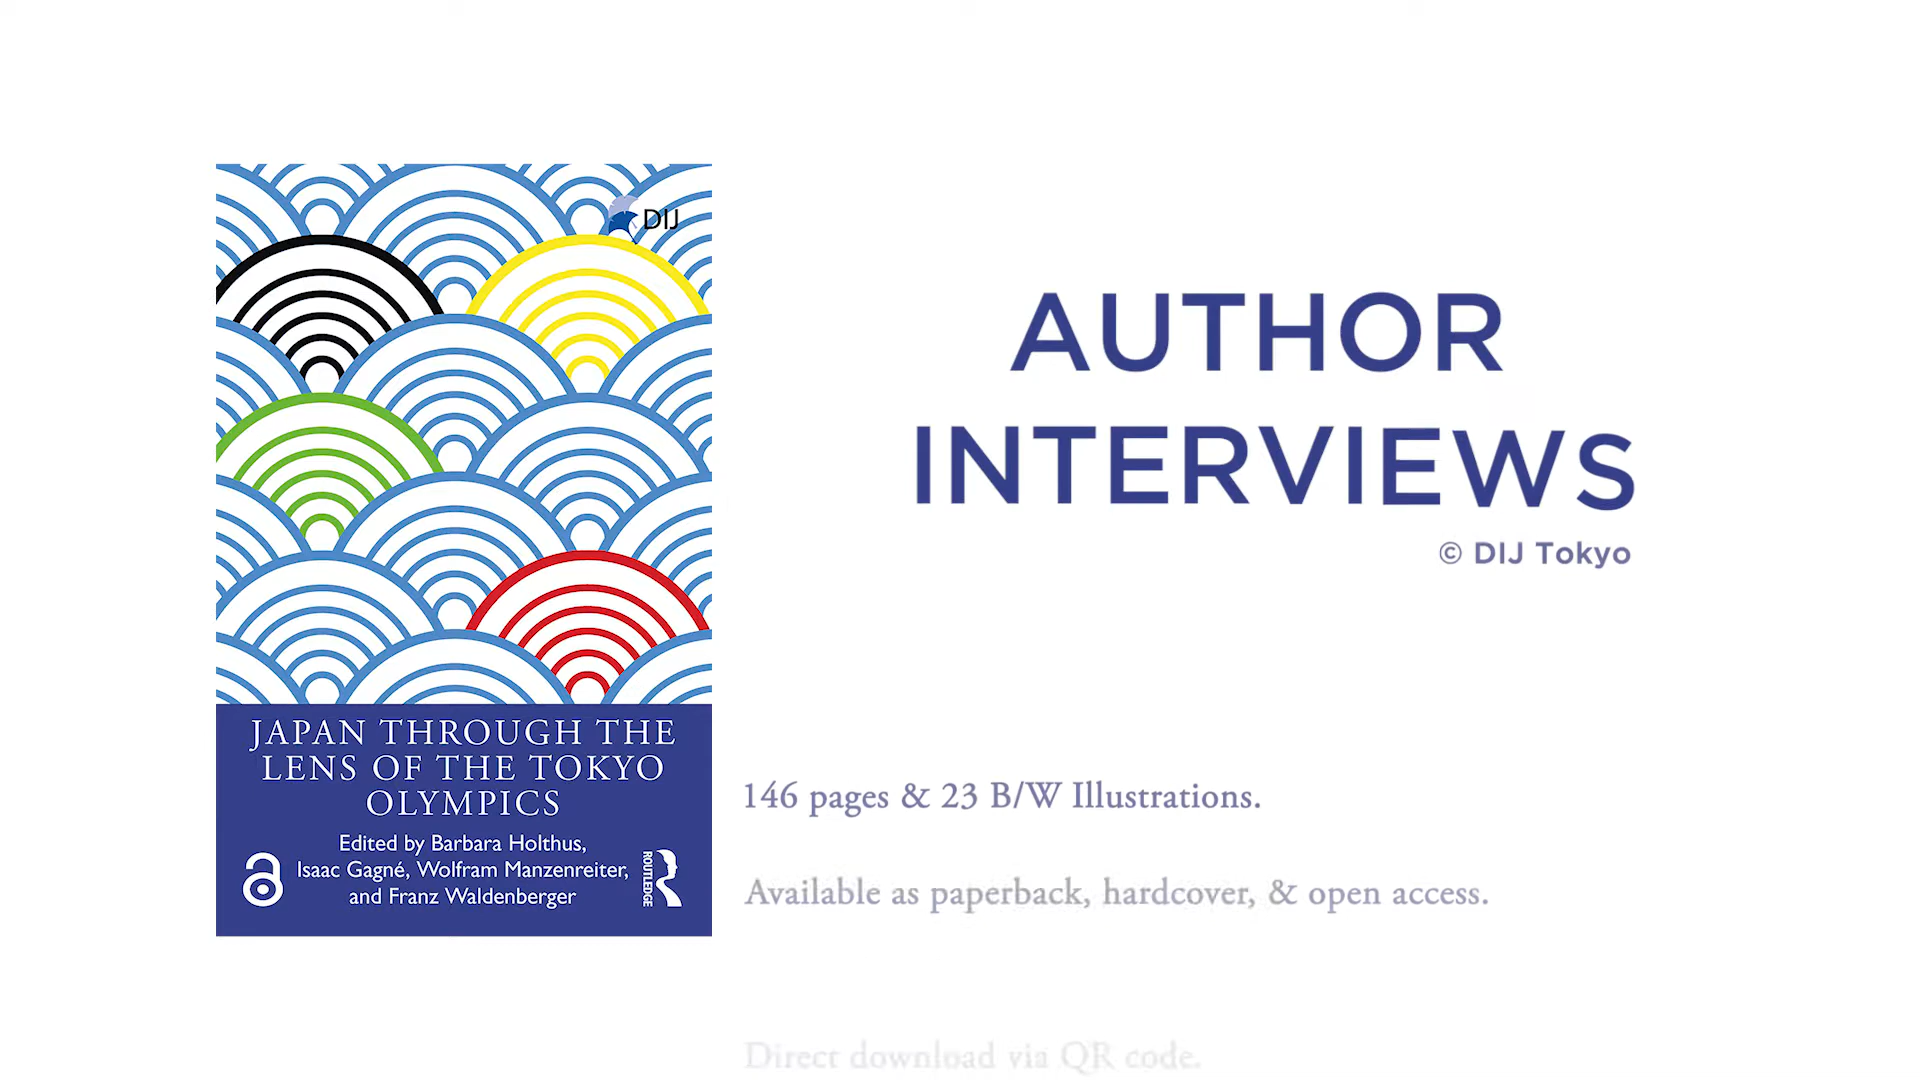 DIJ
JAPAN THROUGH THE
LENS OF THE TOKYO
OLYMPICS
Edited by Barbara Holthus,
Isaac Gagné, Wolfram Manzenreiter,
and Franz Waldenberger
ROUTLEDGE
AUTHOR
INTERVIEWS
© DIJ Tokyo
146 pages & 23 B/W Illustrations.
Available as paperback, hardcover, & open access.
Direct download via QR code.